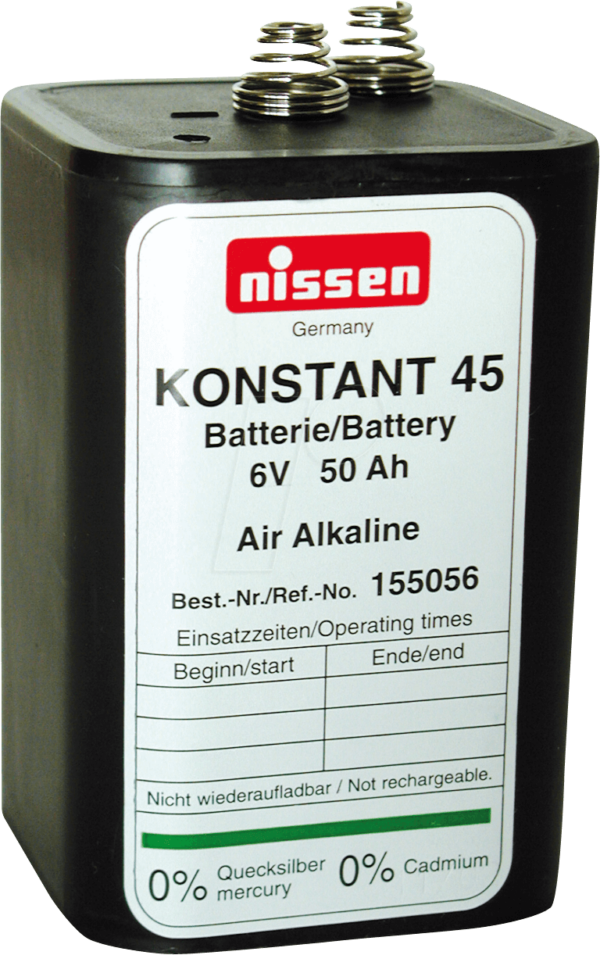 nissen
Germany
KONSTANT 45
Batterie/Battery
6V 50 Ah
Air Alkaline
Best.-Nr./Ref.-No. 155056
Einsatzzeiten/Operating times
Beginn/start Ende/end
Nicht wiederaufladbar / Not rechargeable.
0% Quecksilber
mercury
0% Cadmium